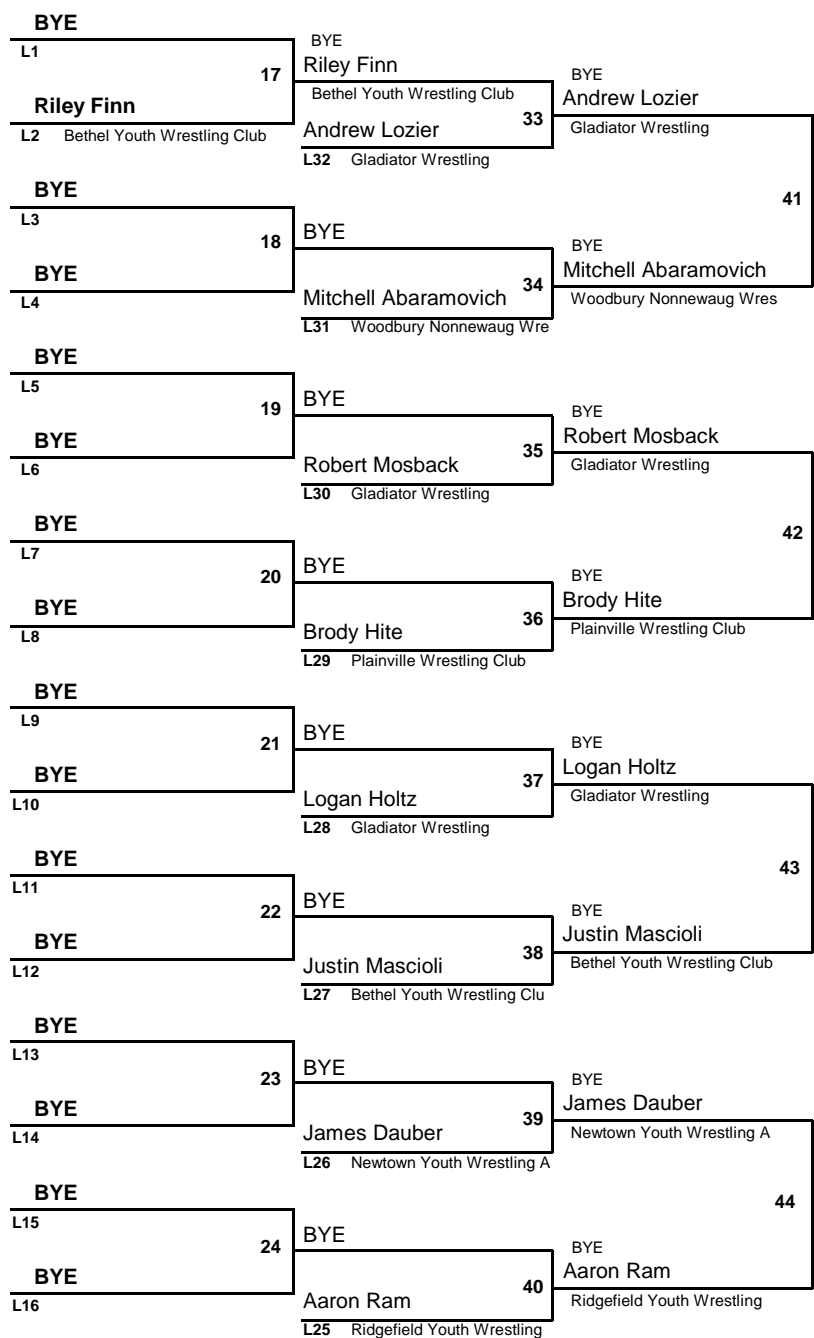 BYE
L1
17
Riley Finn
L2 Bethel Youth Wrestling Club
BYE
L3
18
BYE
L4
BYE
L5
19
BYE
L6
BYE
L7
20
BYE
L8
BYE
L9
21
BYE
L10
BYE
L11
22
BYE
L12
BYE
L13
23
BYE
L14
BYE
L15
24
BYE
L16
BYE
Riley Finn
Bethel Youth Wrestling Club
33
Andrew Lozier
L32 Gladiator Wrestling
BYE
34
Mitchell Abaramovich
L31 Woodbury Nonnewaug Wre
BYE
35
Robert Mosback
L30 Gladiator Wrestling
BYE
36
Brody Hite
L29 Plainville Wrestling Club
BYE
37
Logan Holtz
L28 Gladiator Wrestling
BYE
38
Justin Mascioli
L27 Bethel Youth Wrestling Clu
BYE
39
James Dauber
L26 Newtown Youth Wrestling A
BYE
40
Aaron Ram
L25 Ridgefield Youth Wrestling
BYE
Andrew Lozier
Gladiator Wrestling
41
BYE
Mitchell Abaramovich
Woodbury Nonnewaug Wres
BYE
Robert Mosback
Gladiator Wrestling
42
BYE
Brody Hite
Plainville Wrestling Club
BYE
Logan Holtz
Gladiator Wrestling
43
BYE
Justin Mascioli
Bethel Youth Wrestling Club
BYE
James Dauber
Newtown Youth Wrestling A
44
BYE
Aaron Ram
Ridgefield Youth Wrestling